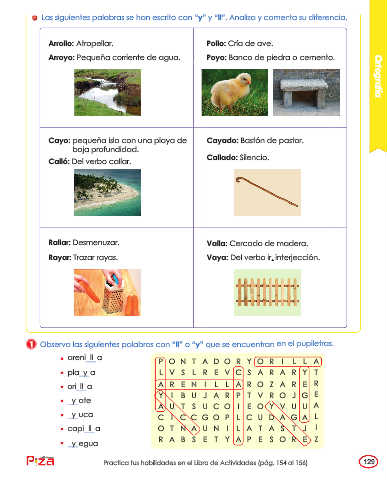 Las siguientes palabras se han escrito con "y" y "ll". Analiza y comenta su diferencia.
Arrollo: Atropellar.
Arroyo: Pequeña corriente de agua.
Pollo: Cría de ave.
Poyo: Banco de piedra o cemento.
Cayo: pequeña isla con una playa de
baja profundidad.
Calló: Del verbo callar.
Cayado: Bastón de pastor.
Callado: Silencio.
Rallar: Desmenuzar.
Rayar: Trazar rayas.
Valla: Cercado de madera.
Vaya: Del verbo ir, interjección.
Ortografía
1 Observa las siguientes palabras con "ll" o "y" que se encuentran en el pupiletras.
oreni ll a
pla y a
ori ll a
y ate
y uca
capi ll a
y egua
P O N T A D O R Y O R I L L A
L V S L R E V C S A R A R Y T
A R E N I L L A R O Z A R E R
Y I B U J A R P T V R O J G E
A U T S U C O I E O Y V U U A
C I C C G O P L C U D A G A L
O T N A U N I L A T A S T J I
R A B S E T Y A P E S O R E Z
Piza
Practica tus habilidades en el Libro de Actividades (pág. 154 al 156)
129